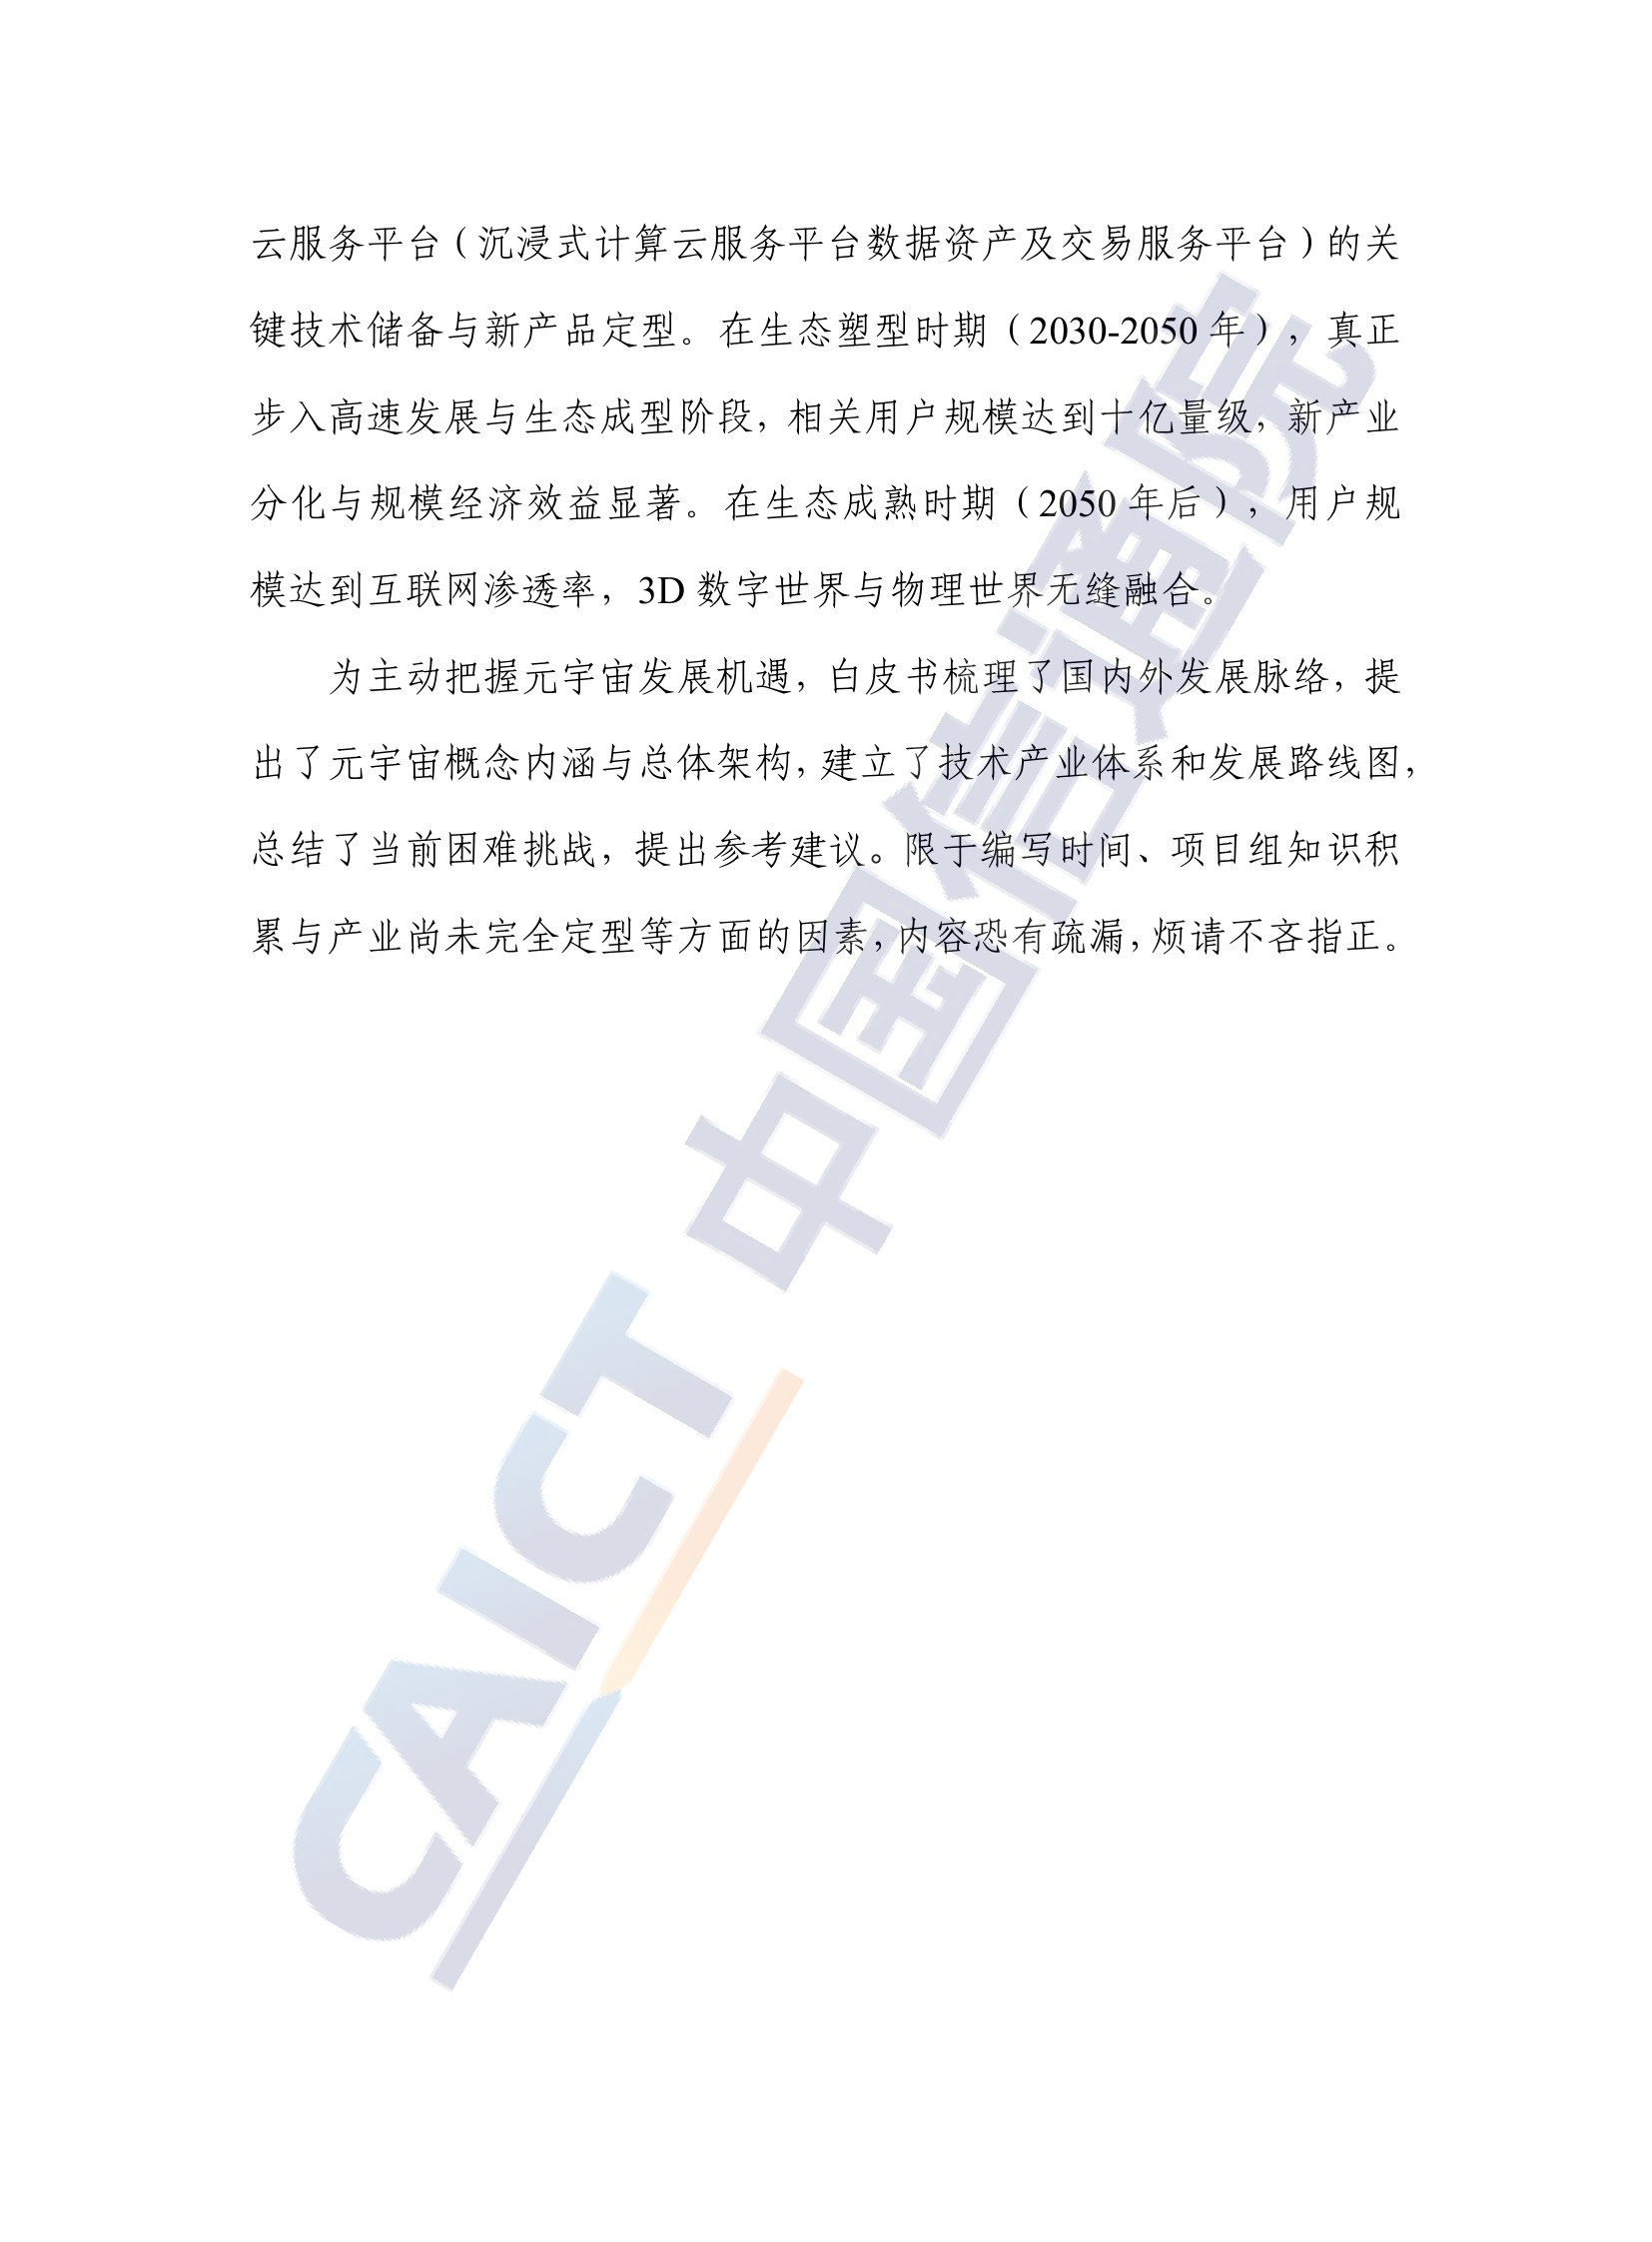 云服务平台（沉浸式计算云服务平台数据资产及交易服务平台）的关
键技术储备与新产品定型。在生态塑型时期（2030-2050 年），真正
步入高速发展与生态成型阶段，相关用户规模达到十亿量级，新产业
分化与规模经济效益显著。在生态成熟时期（2050 年后），用户规
模达到互联网渗透率，3D 数字世界与物理世界无缝融合。
为主动把握元宇宙发展机遇，白皮书梳理了国内外发展脉络，提
出了元宇宙概念内涵与总体架构，建立了技术产业体系和发展路线图，
总结了当前困难挑战，提出参考建议。限于编写时间、项目组知识积
累与产业尚未完全定型等方面的因素，内容恐有疏漏，烦请不吝指正。
CAICT 中国信通院